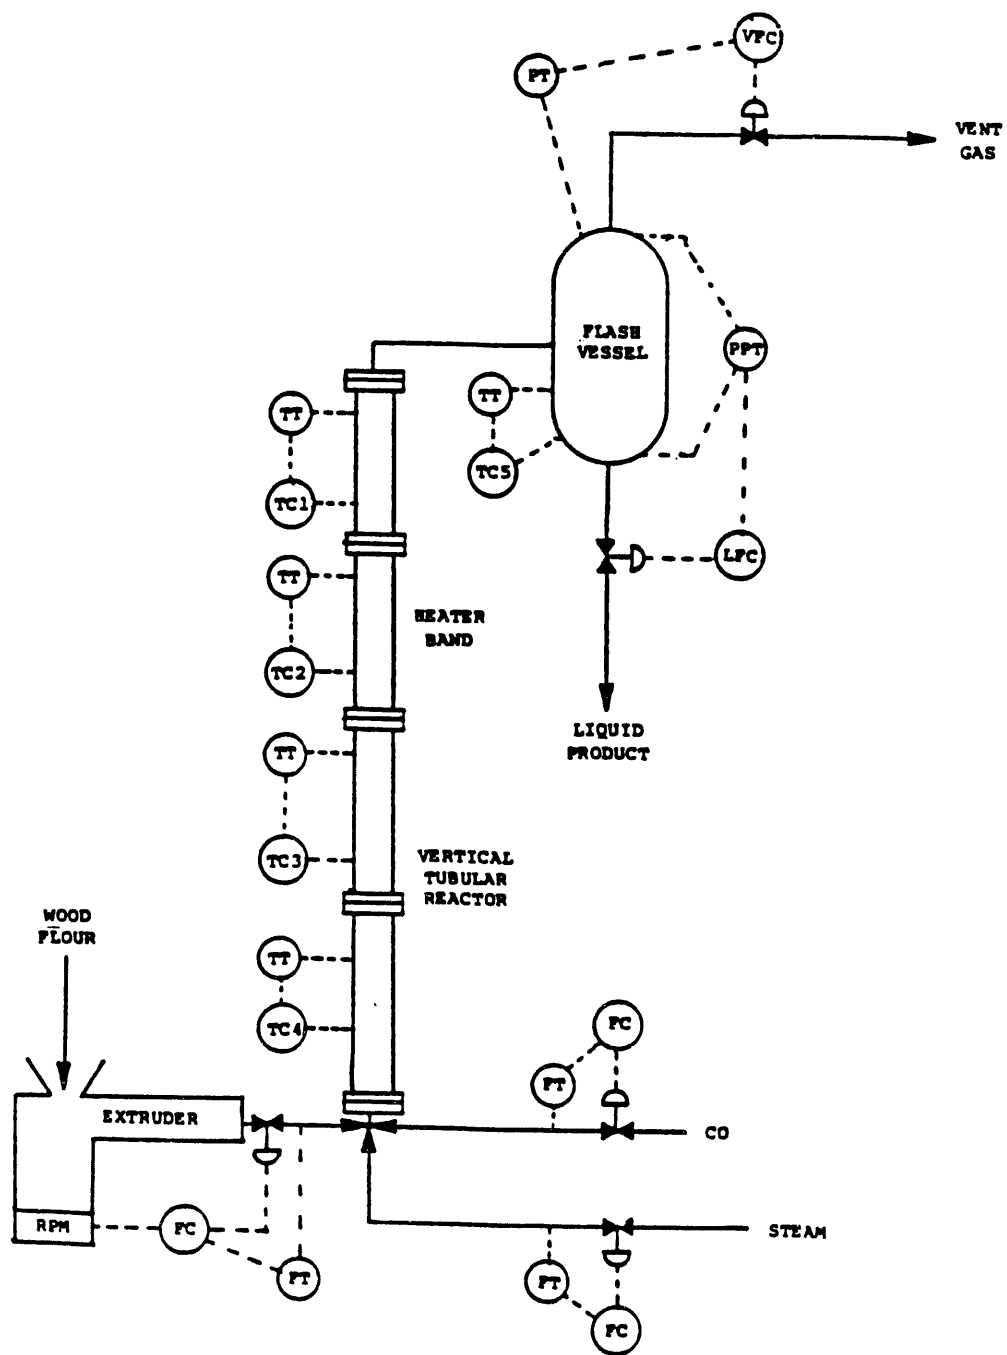 VFC
PT
VENT
GAS
FLASH
VESSEL
PPT
TT
TT
TC5
TC1
LFC
TT
HEATER
BAND
TC2
LIQUID
PRODUCT
TT
VERTICAL
TUBULAR
REACTOR
TC3
WOOD
FLOUR
TT
FC
TC4
FT
EXTRUDER
CO
RPM
FC
STEAM
FT
FT
FC